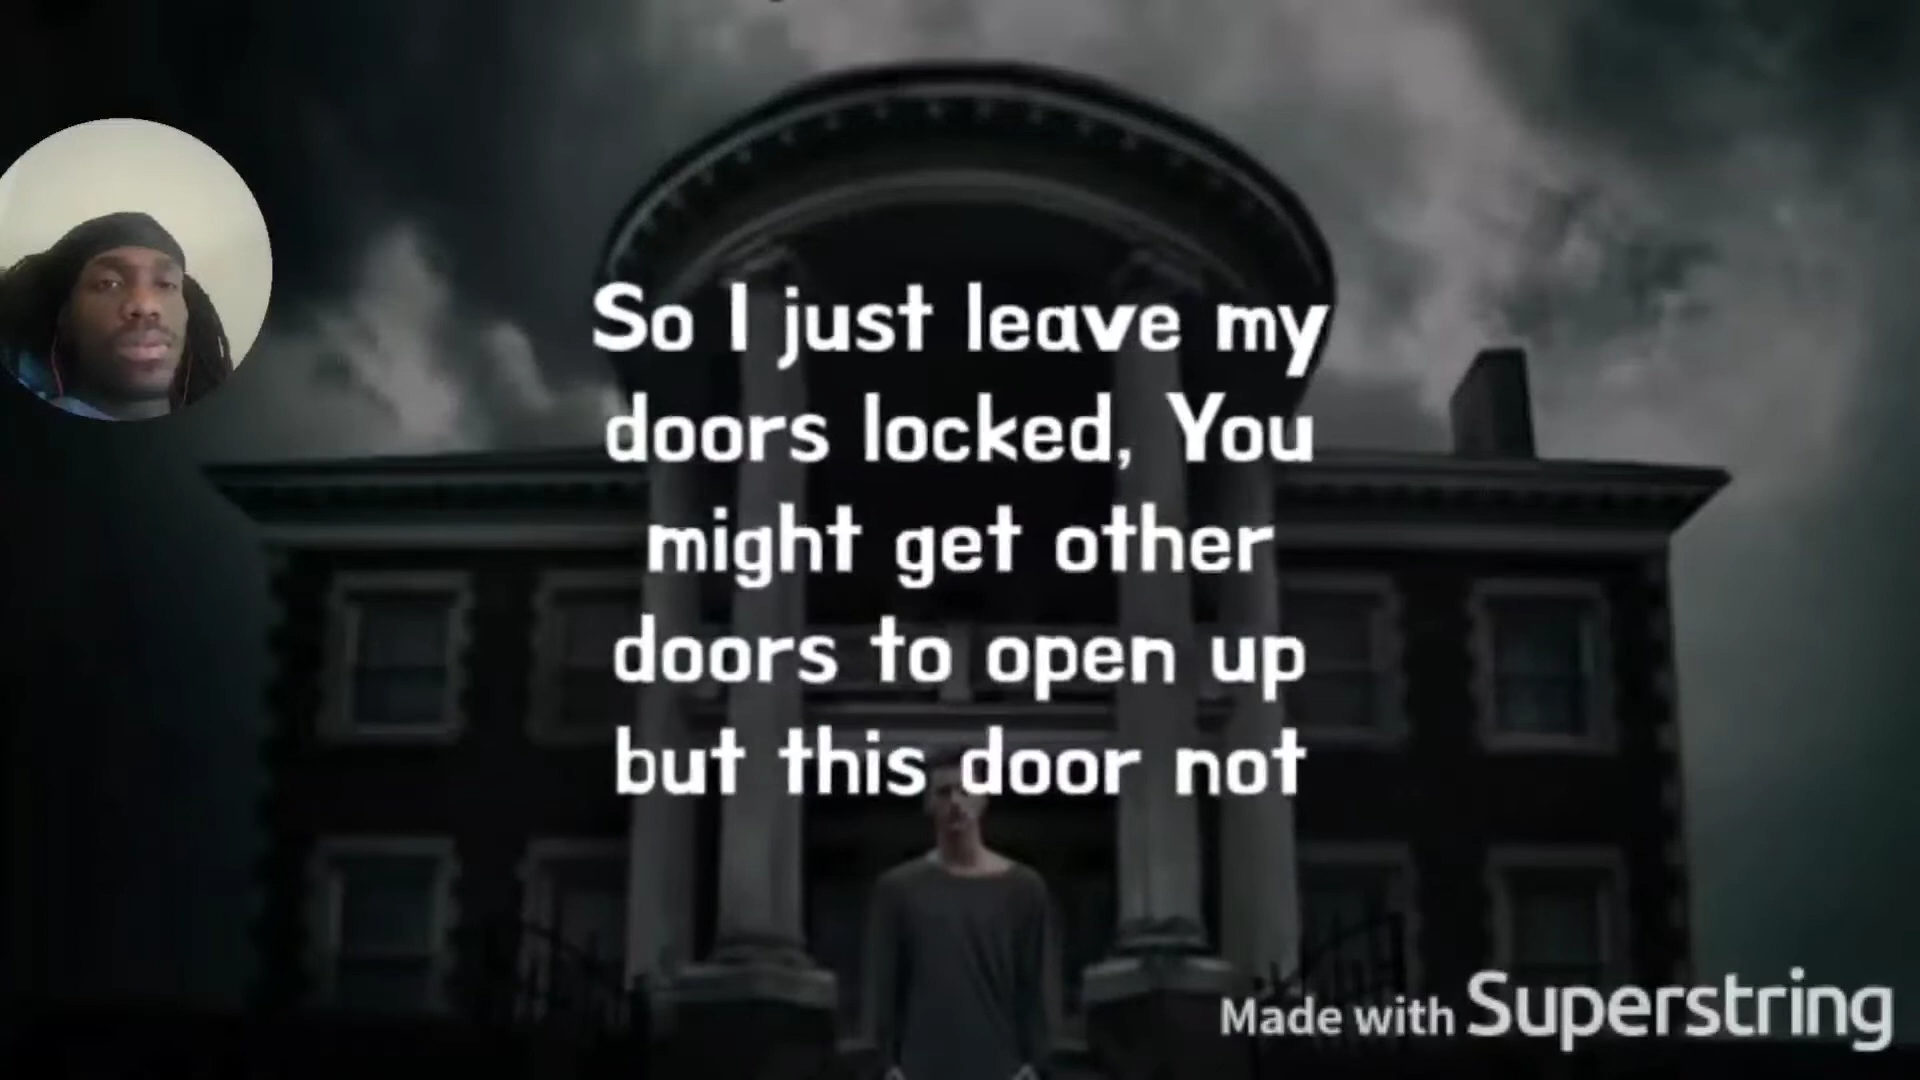 So I just leave my
doors locked, You
might get other
doors to open up
but this door not
Made with Superstring